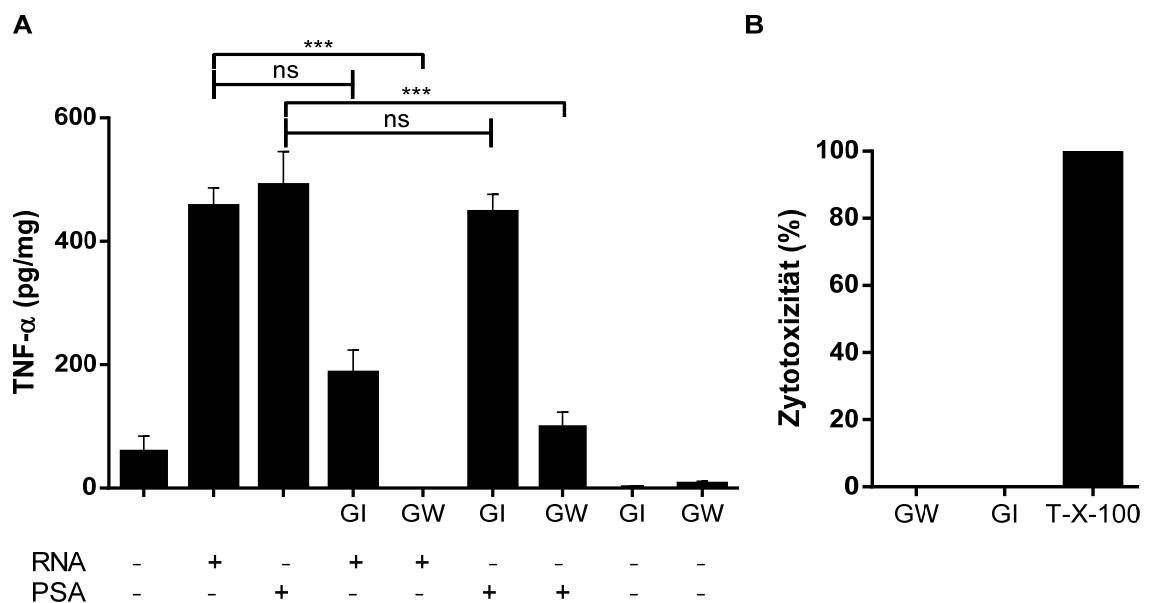 A
B
***
ns
***
ns
600
400
200
0
TNF-α (pg/mg)
GI GW GI GW GI GW
RNA - + - + + - - - -
PSA - - + - - + + - -
100
80
60
40
20
0
Zytotoxizität (%)
GW GI T-X-100